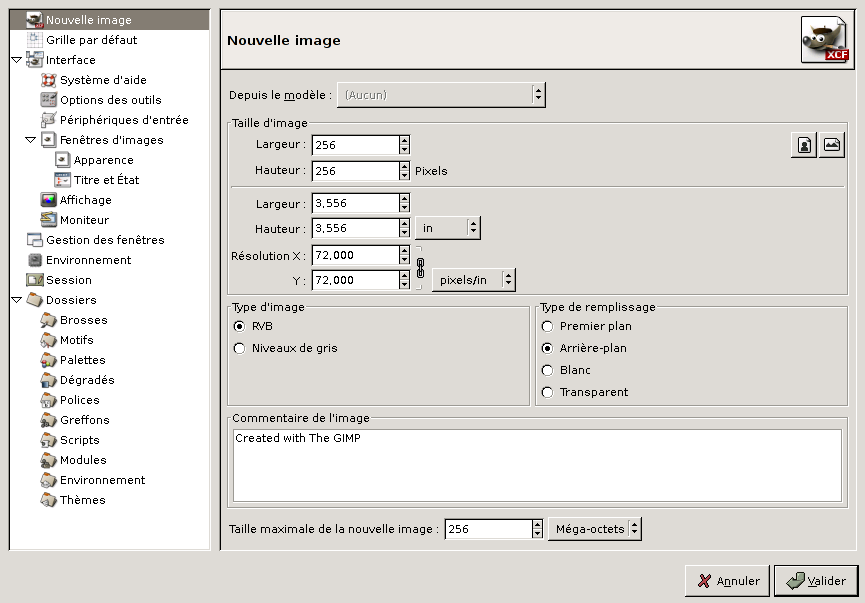 Nouvelle image
Grille par défaut
Interface
Système d'aide
Options des outils
Périphériques d'entrée
Fenêtres d'images
Apparence
Titre et État
Affichage
Moniteur
Gestion des fenêtres
Environnement
Session
Dossiers
Brosses
Motifs
Palettes
Dégradés
Polices
Greffons
Scripts
Modules
Environnement
Thèmes
Nouvelle image
XCF
Depuis le modèle : (Aucun)
Taille d'image
Largeur : 256
Hauteur : 256 Pixels
Largeur : 3,556
Hauteur : 3,556 in
Résolution X : 72,000
Y : 72,000 pixels/in
Type d'image
RVB
Niveaux de gris
Type de remplissage
Premier plan
Arrière-plan
Blanc
Transparent
Commentaire de l'image
Created with The GIMP
Taille maximale de la nouvelle image : 256 Méga-octets
Annuler Valider